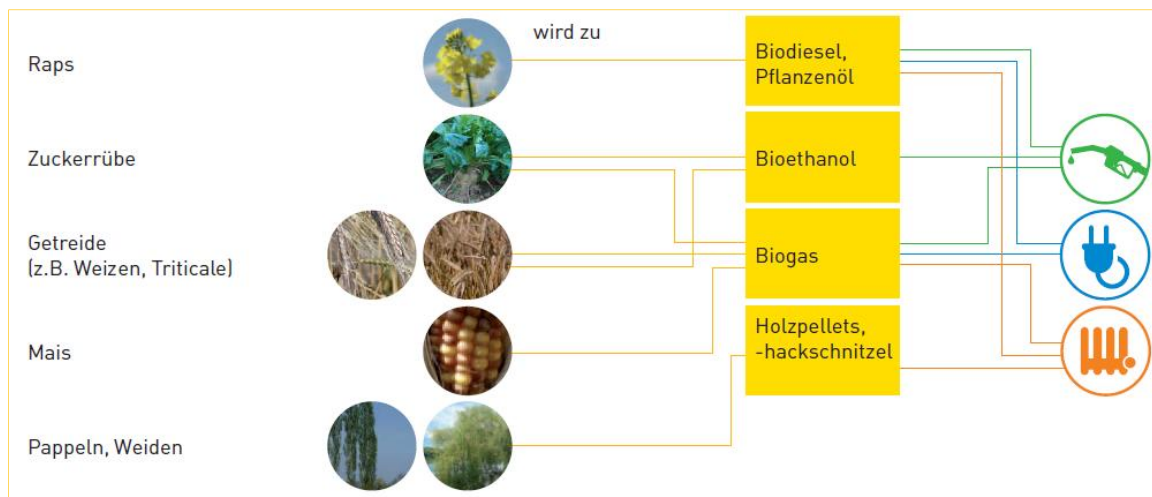 wird zu
Raps
Biodiesel,
Pflanzenöl
Zuckerrübe
Bioethanol
Getreide
(z.B. Weizen, Triticale)
Biogas
Mais
Holzpellets,
-hackschnitzel
Pappeln, Weiden